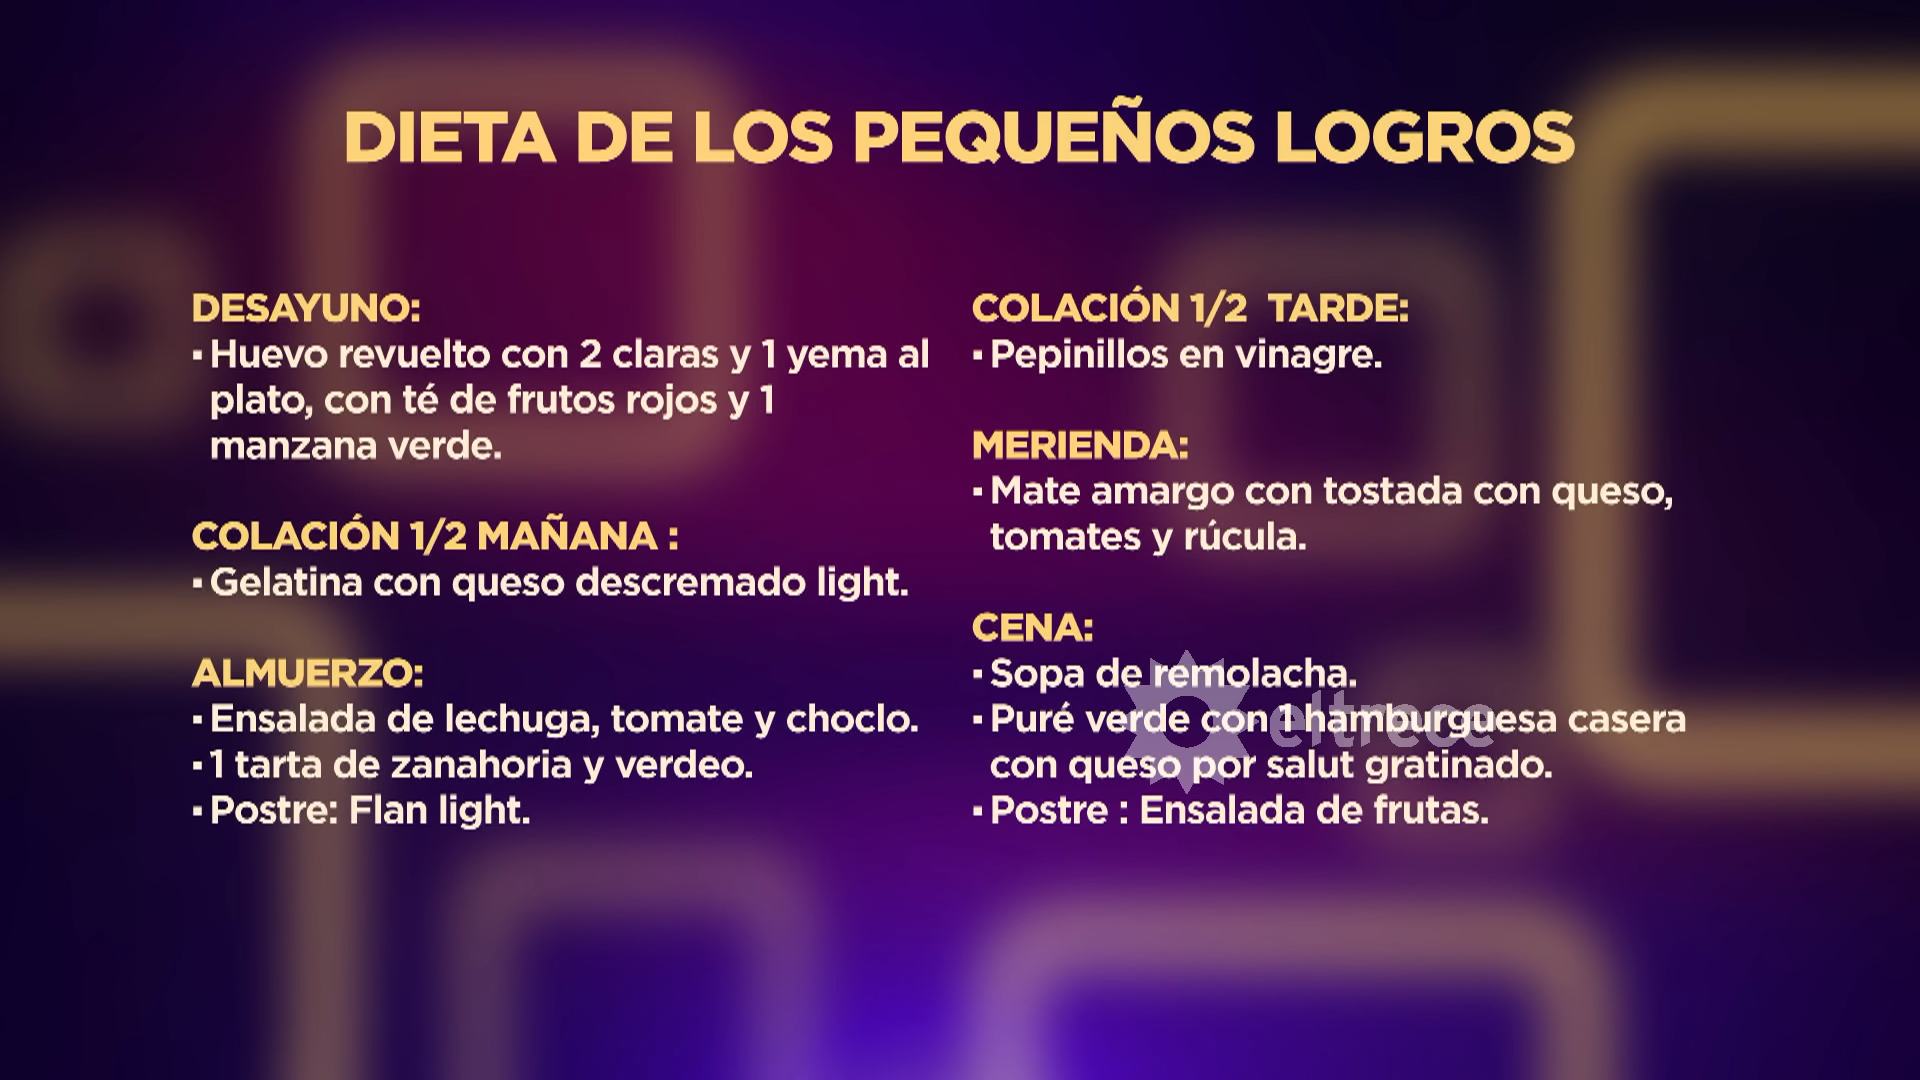 DIETA DE LOS PEQUEÑOS LOGROS
DESAYUNO:
▪ Huevo revuelto con 2 claras y 1 yema al
plato, con té de frutos rojos y 1
manzana verde.
COLACIÓN 1/2 MAÑANA :
▪ Gelatina con queso descremado light.
ALMUERZO:
▪ Ensalada de lechuga, tomate y choclo.
▪ 1 tarta de zanahoria y verdeo.
▪ Postre: Flan light.
COLACIÓN 1/2  TARDE:
▪ Pepinillos en vinagre.
MERIENDA:
▪ Mate amargo con tostada con queso,
tomates y rúcula.
CENA:
▪ Sopa de remolacha.
▪ Puré verde con 1 hamburguesa casera
con queso por salut gratinado.
▪ Postre : Ensalada de frutas.
eltrece